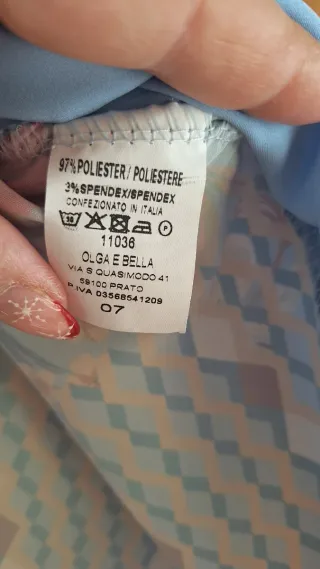 97%POLIESTER/POLIESTERE
3%SPENDEX/SPENDEX
CONFEZIONATO IN ITALIA
P
11036
OLGA E BELLA
VIA S QUASIMODO 41
59100 PRATO
P IVA 03568541209
07